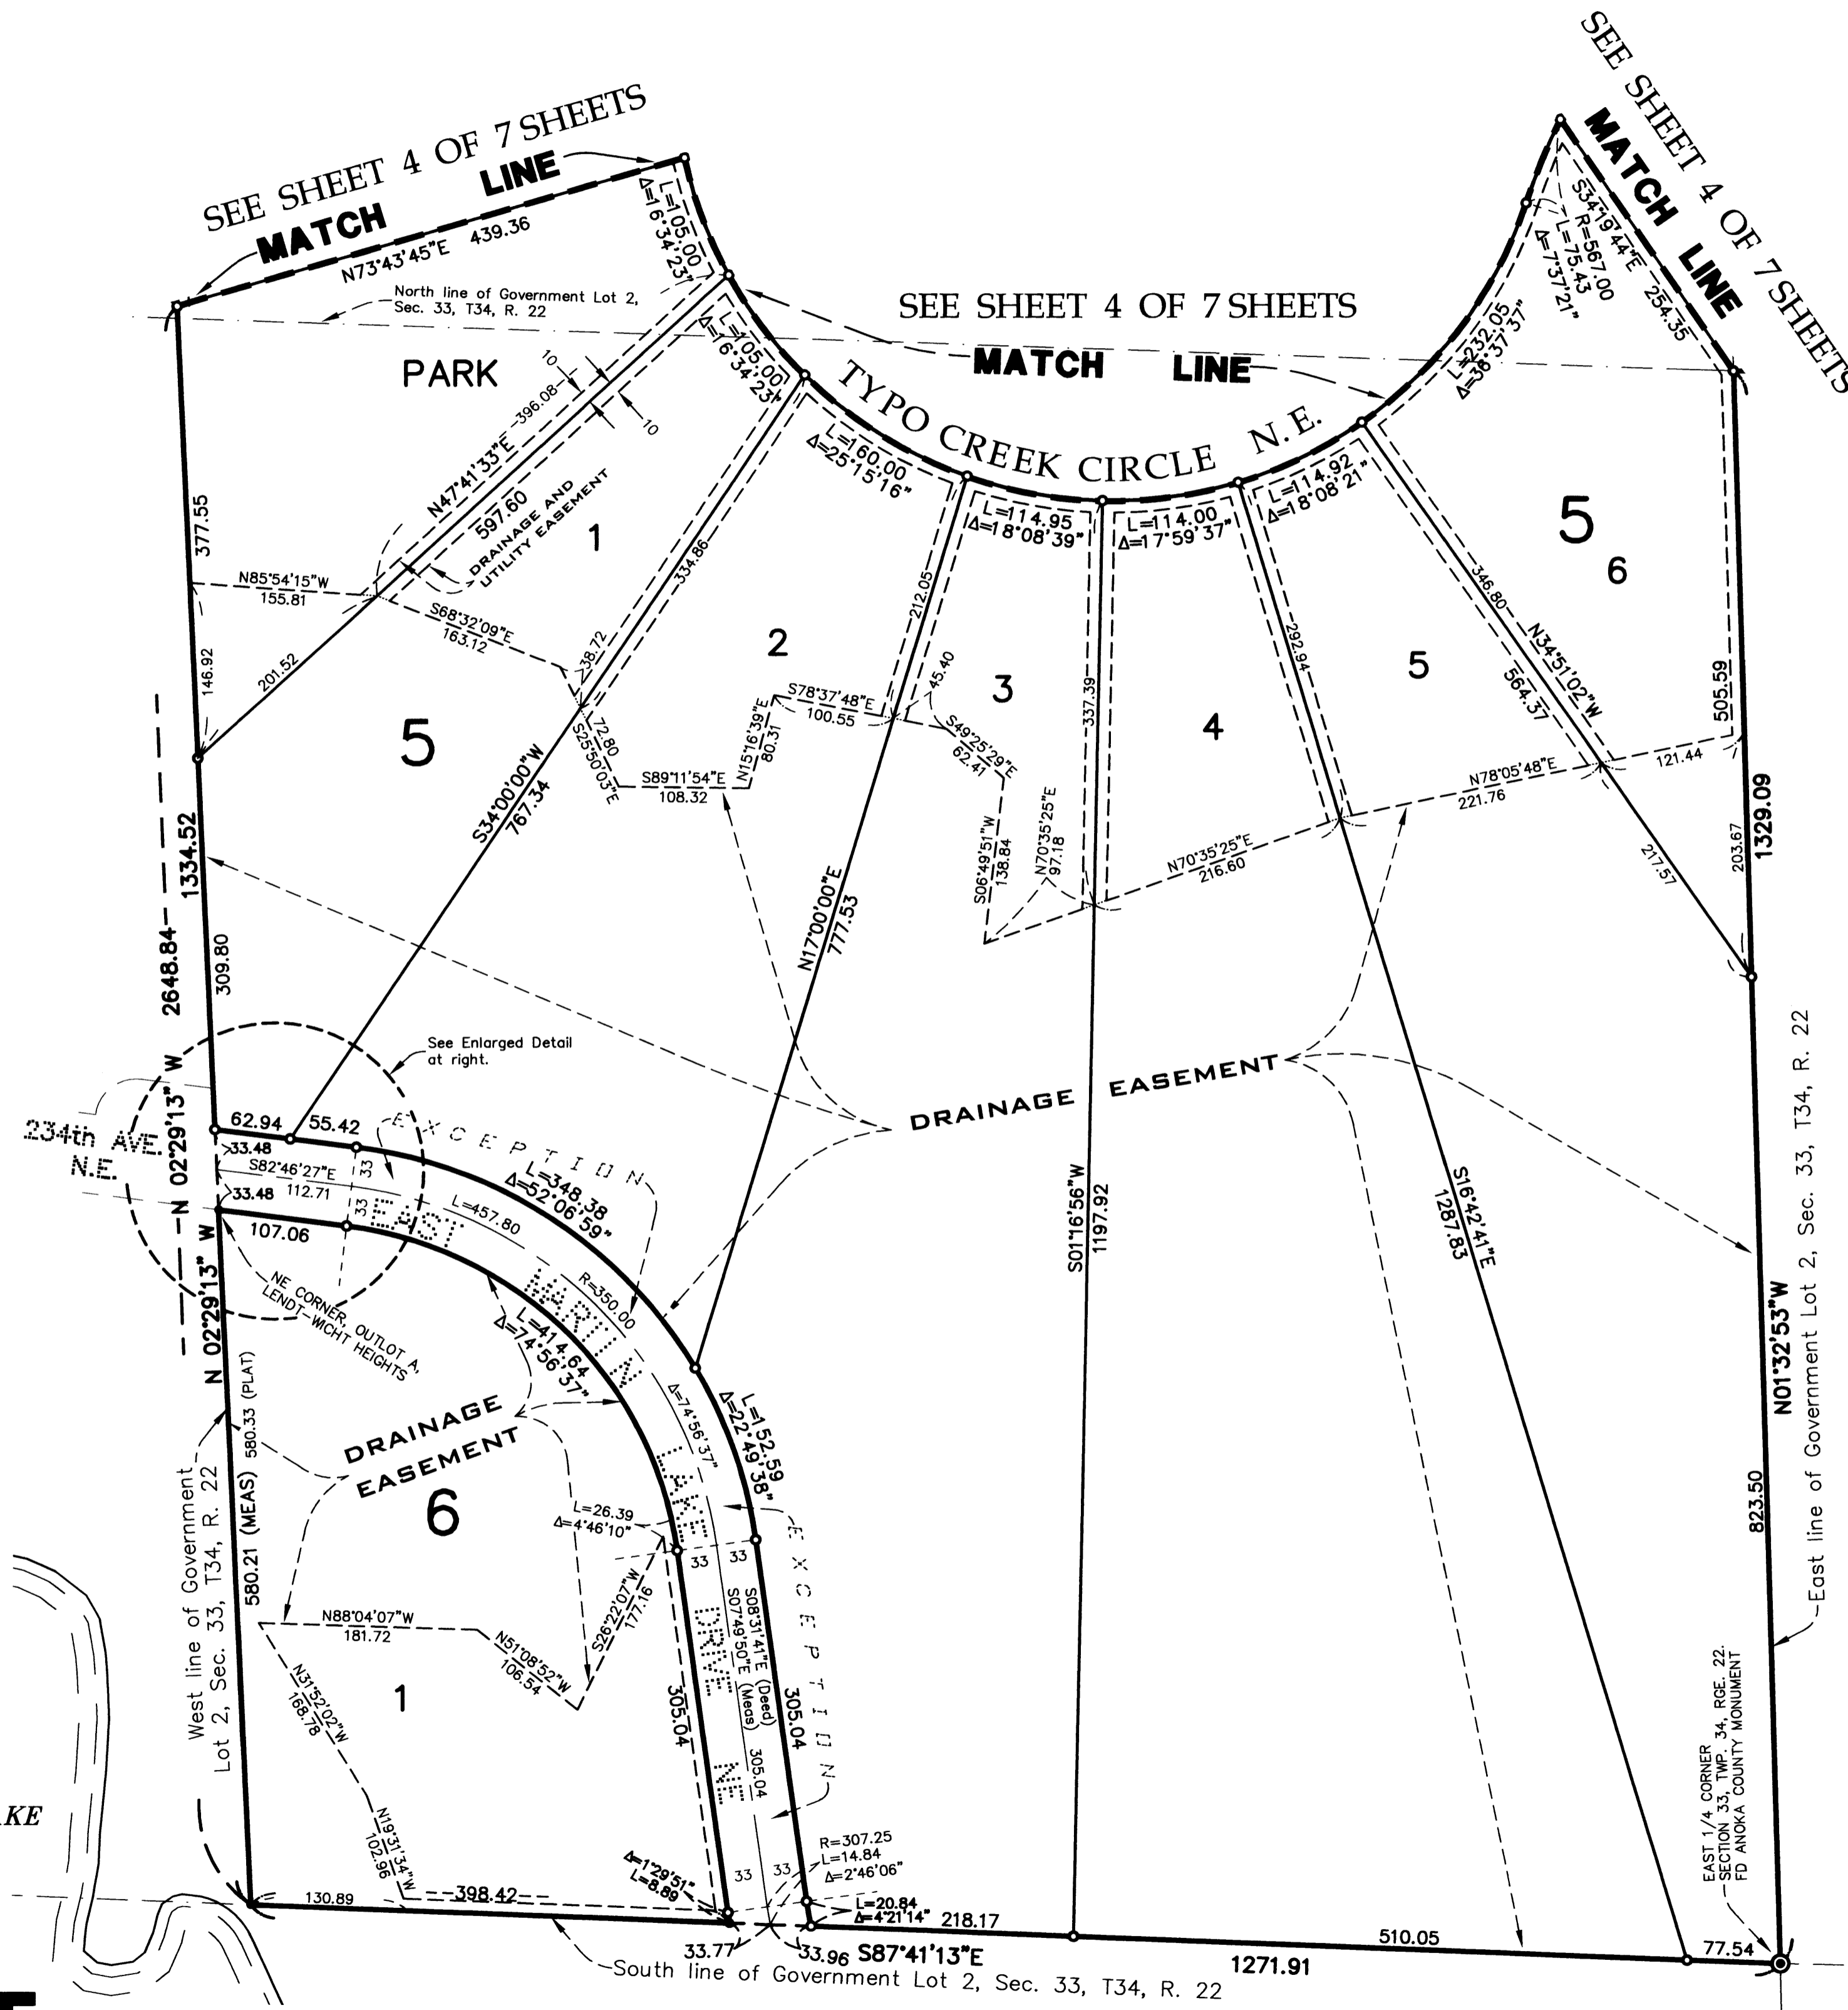 SEE SHEET 4 OF 7 SHEETS
MATCH LINE
N73°43'45"E 439.36
North line of Government Lot 2,
Sec. 33, T34, R. 22
PARK
L=105.00
Δ=16°34'23"
SEE SHEET 4 OF 7 SHEETS
MATCH LINE
SEE SHEET 4 OF 7 SHEETS
MATCH LINE
S34°19'44"E 254.35
R=567.00
L=75.43
Δ=7°37'21"
L=232.05
TYPO CREEK CIRCLE N.E.
L=105.00
Δ=16°34'23"
L=160.00
Δ=25°15'16"
L=114.95
Δ=18°08'39"
L=114.00
Δ=17°59'37"
L=114.92
Δ=18°08'21"
10
10
396.08
N47°41'33"E
597.60
DRAINAGE AND
UTILITY EASEMENT
377.55
N85°54'15"W
155.81
146.92
201.52
1
S68°32'09"E
163.12
38.72
334.86
72.80
S25°50'03"E
S34°00'00"W
767.34
5
2
S89°11'54"E
108.32
N15°16'39"E
80.31
S78°37'48"E
100.55
212.05
45.40
3
S49°25'29"E
62.41
S06°49'51"W
138.84
N70°35'25"E
97.18
337.39
N17°00'00"E
777.53
4
N70°35'25"E
216.60
292.94
5
N78°05'48"E
221.76
346.80
N34°51'02"W
564.37
217.57
5
6
121.44
505.59
203.67
1329.09
1334.52
2648.84
309.80
N 02°29'13" W
See Enlarged Detail
at right.
DRAINAGE EASEMENT
234th AVE.
N.E.
62.94
55.42
33.48
S82°46'27"E
112.71
33.48
107.06
33
33
EXCEPTION
L=348.38
Δ=52°06'59"
L=457.80
R=350.00
Δ=74°56'37"
EAST MARTIN LAKE DRIVE NE
NE CORNER, OUTLOT A,
LENDT-WICHT HEIGHTS
L=414.64
Δ=74°56'37"
L=152.59
Δ=22°49'38"
N 02°29'13" W
580.33 (PLAT)
580.21 (MEAS)
West line of Government
Lot 2, Sec. 33, T34, R. 22
DRAINAGE
EASEMENT
6
L=26.39
Δ=4°46'10"
33
33
S26°22'07"W
177.16
N88°04'07"W
181.72
N51°08'52"W
106.54
N31°52'02"W
168.78
N19°31'34"W
102.96
1
305.04
S08°31'41"E (Deed)
S07°49'50"E (Meas)
305.04
305.04
EXCEPTION
S01°16'56"W
1197.92
S16°42'41"E
1287.83
N01°32'53"W
823.50
East line of Government Lot 2, Sec. 33, T34, R. 22
EAST 1/4 CORNER
SECTION 33, TWP. 34, RGE. 22.
FD ANOKA COUNTY MONUMENT
AKE
R=307.25
L=14.84
Δ=2°46'06"
33
33
Δ=1°29'51"
L=8.89
L=20.84
Δ=4°21'14"
130.89
398.42
33.77
33.96
218.17
S87°41'13"E
1271.91
510.05
77.54
South line of Government Lot 2, Sec. 33, T34, R. 22